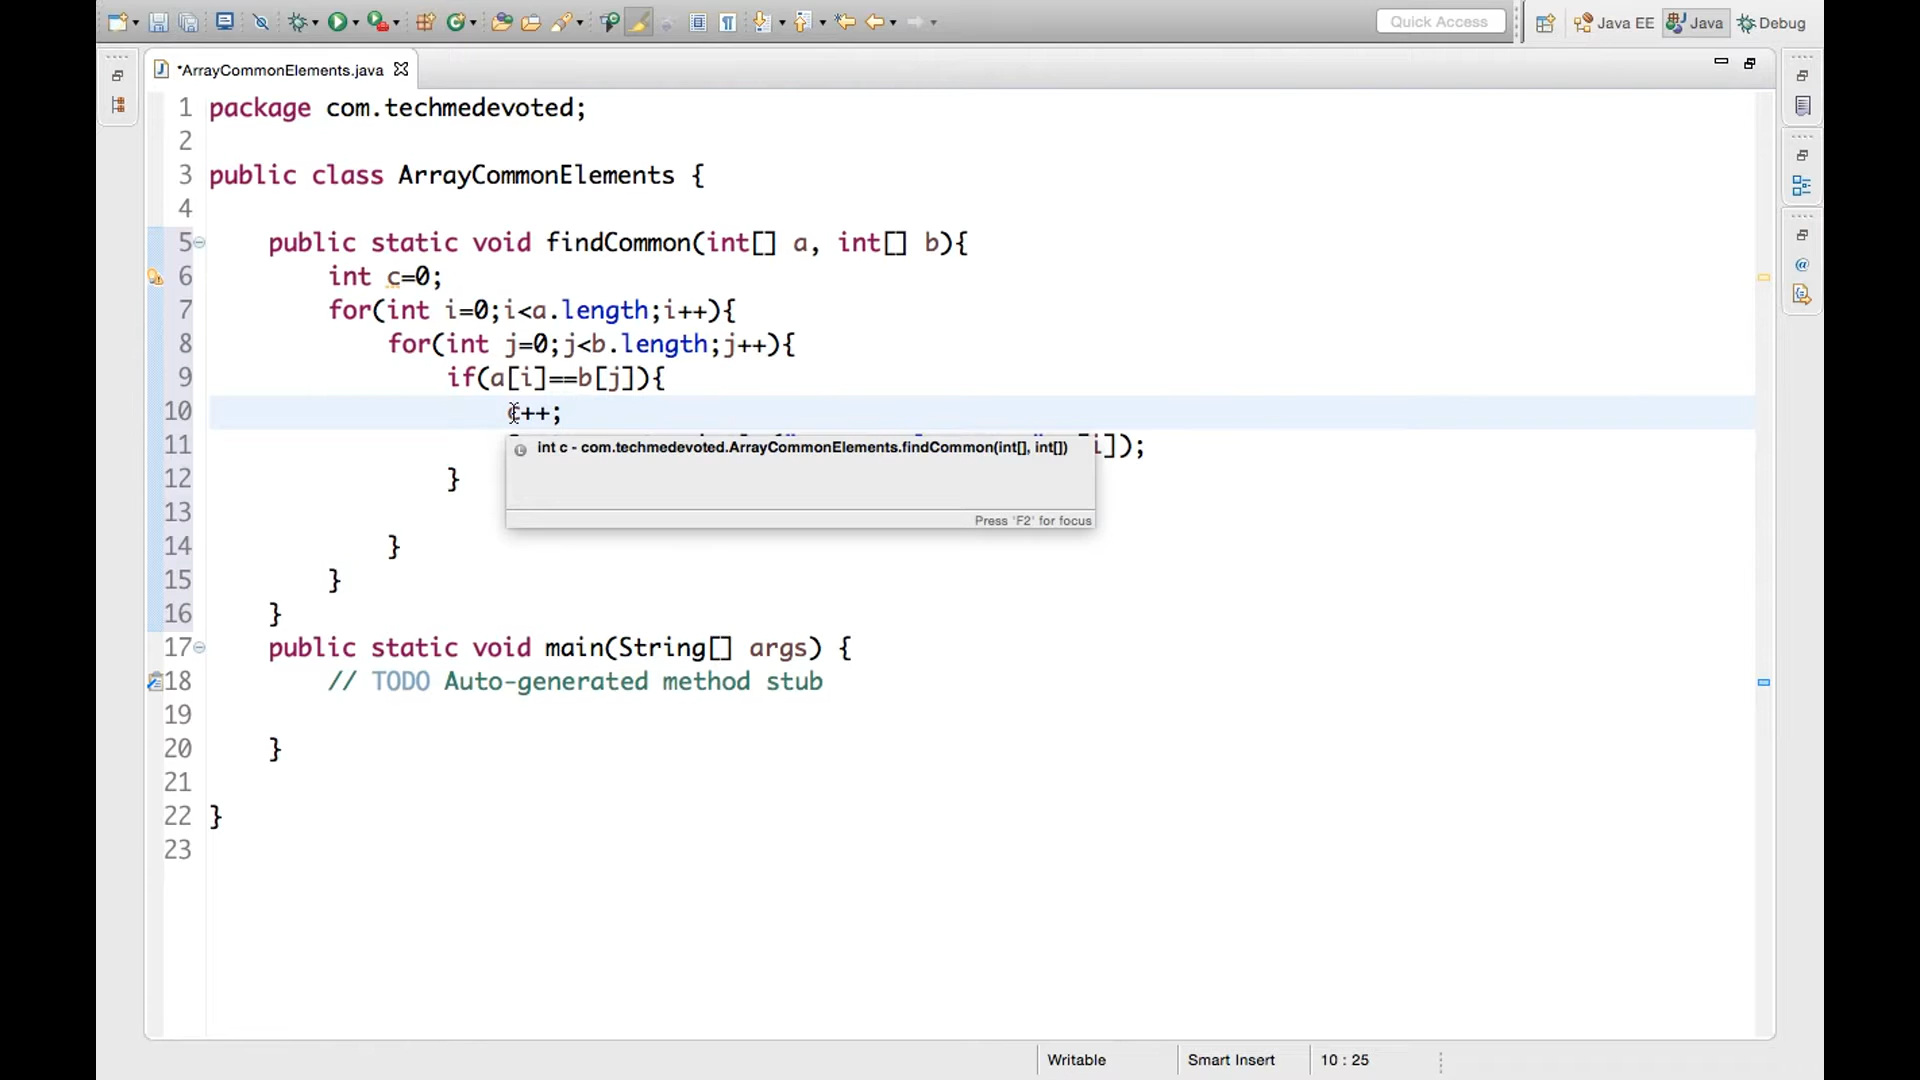 Quick Access
Java EE
Java
Debug
*ArrayCommonElements.java
1 package com.techmedevoted;
2
3 public class ArrayCommonElements {
4
5 public static void findCommon(int[] a, int[] b){
6 int c=0;
7 for(int i=0;i<a.length;i++){
8 for(int j=0;j<b.length;j++){
9 if(a[i]==b[j]){
10 c++;
11 i]);
int c - com.techmedevoted.ArrayCommonElements.findCommon(int[], int[])
12 }
13
Press 'F2' for focus
14 }
15 }
16 }
17 public static void main(String[] args) {
18 // TODO Auto-generated method stub
19
20 }
21
22 }
23
Writable
Smart Insert
10 : 25